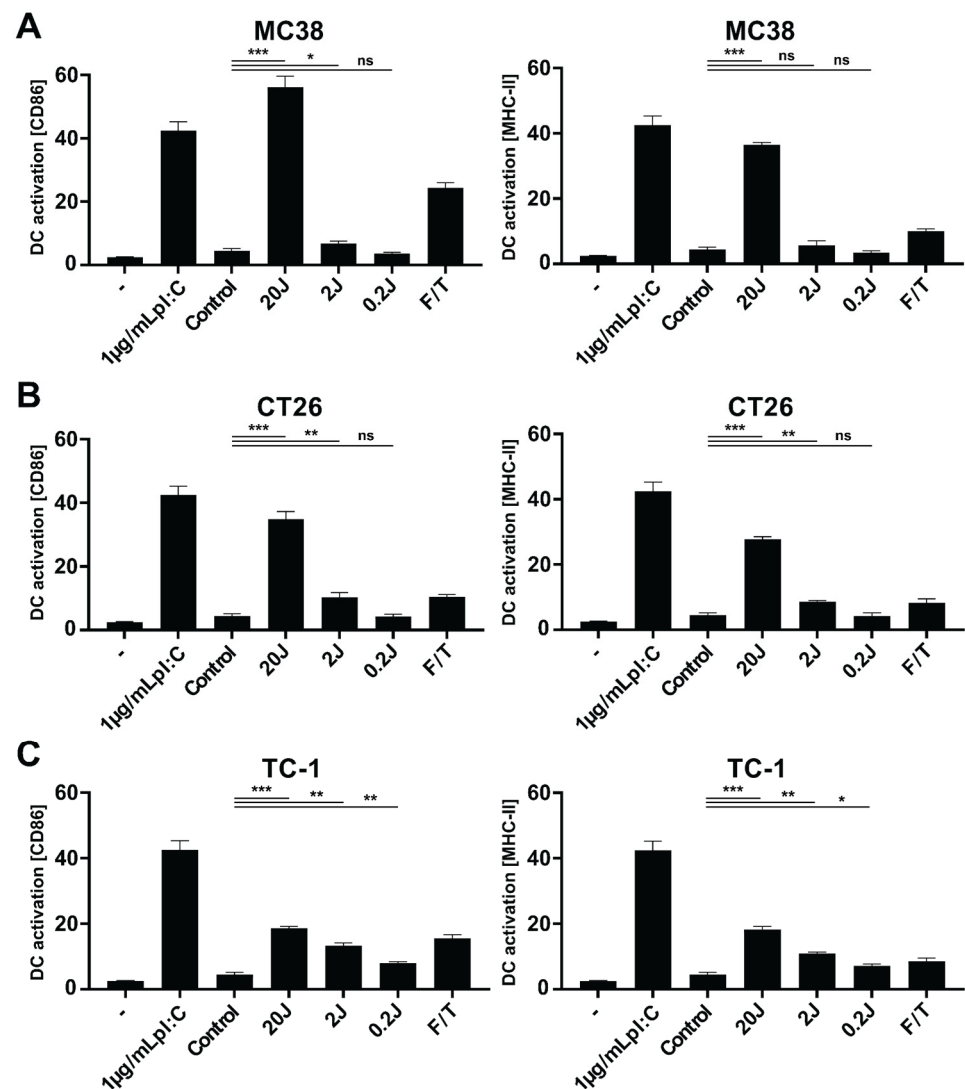 A
MC38
DC activation [CD86]
60
40
20
0
***
*
ns
-
1µg/mLpI:C
Control
20J
2J
0.2J
F/T
MC38
DC activation [MHC-II]
60
40
20
0
***
ns
ns
-
1µg/mLpI:C
Control
20J
2J
0.2J
F/T
B
CT26
DC activation [CD86]
60
40
20
0
***
**
ns
-
1µg/mLpI:C
Control
20J
2J
0.2J
F/T
CT26
DC activation [MHC-II]
60
40
20
0
***
**
ns
-
1µg/mLpI:C
Control
20J
2J
0.2J
F/T
C
TC-1
DC activation [CD86]
60
40
20
0
***
**
**
-
1µg/mLpI:C
Control
20J
2J
0.2J
F/T
TC-1
DC activation [MHC-II]
60
40
20
0
***
**
*
-
1µg/mLpI:C
Control
20J
2J
0.2J
F/T